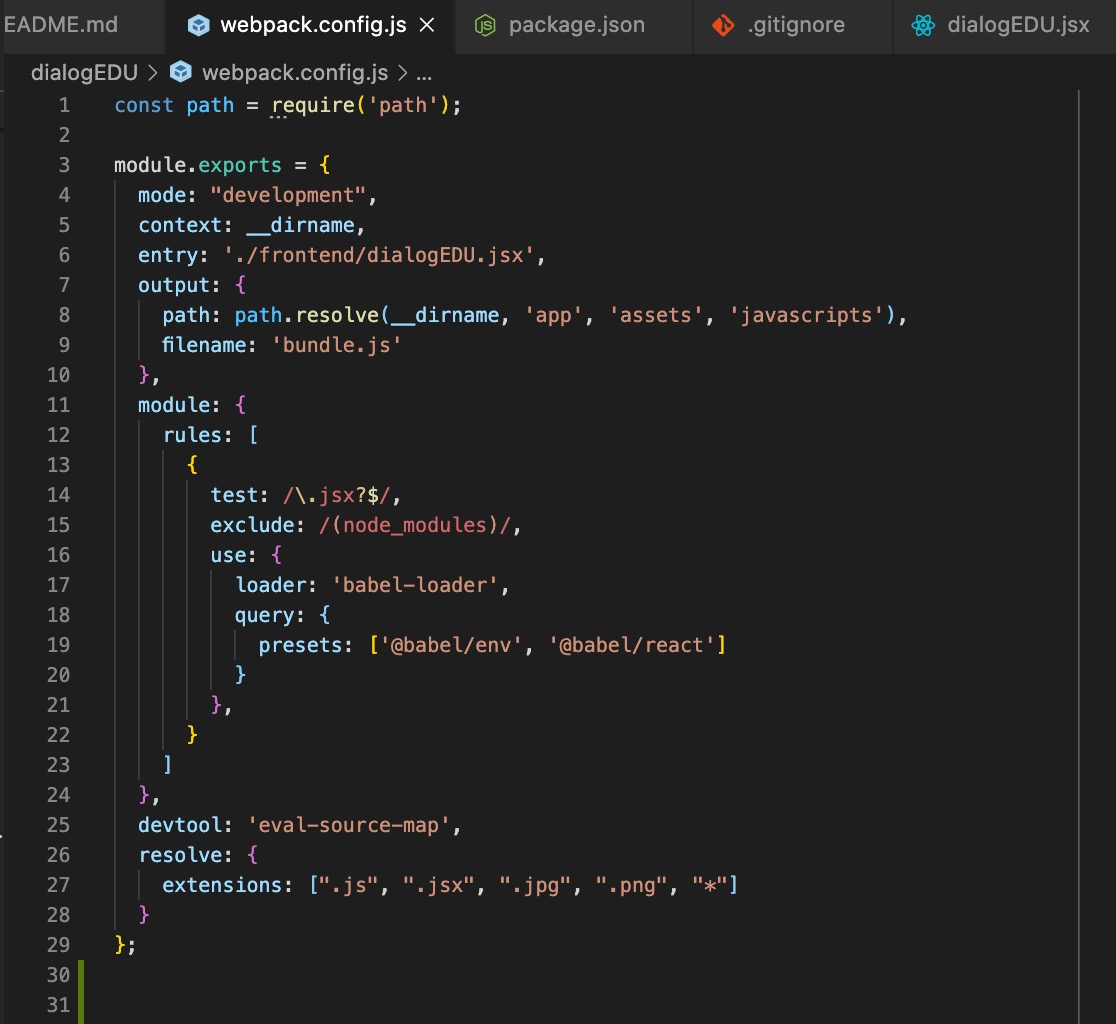 EADME.md webpack.config.js package.json .gitignore dialogEDU.jsx
dialogEDU > webpack.config.js > ...
1 const path = require('path');
2
3 module.exports = {
4 mode: "development",
5 context: __dirname,
6 entry: './frontend/dialogEDU.jsx',
7 output: {
8 path: path.resolve(__dirname, 'app', 'assets', 'javascripts'),
9 filename: 'bundle.js'
10 },
11 module: {
12 rules: [
13 {
14 test: /\.jsx?$/,
15 exclude: /(node_modules)/,
16 use: {
17 loader: 'babel-loader',
18 query: {
19 presets: ['@babel/env', '@babel/react']
20 }
21 },
22 }
23 ]
24 },
25 devtool: 'eval-source-map',
26 resolve: {
27 extensions: [".js", ".jsx", ".jpg", ".png", "*"]
28 }
29 };
30
31